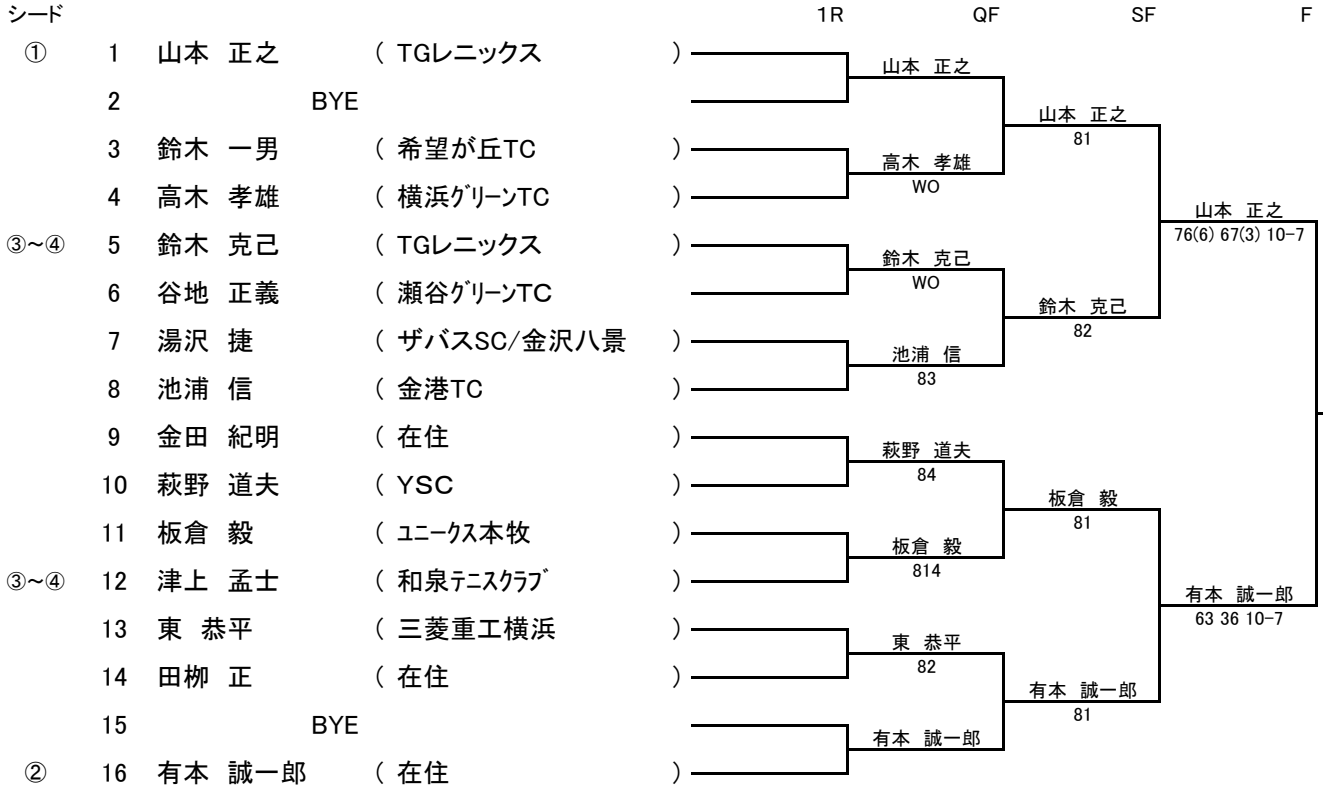 シード 1R QF SF F
① 1 山本 正之 ( TGレニックス )
山本 正之
2 BYE
山本 正之
81
3 鈴木 一男 ( 希望が丘TC )
高木 孝雄
WO
4 高木 孝雄 ( 横浜グリーンTC )
山本 正之
76(6) 67(3) 10-7
③～④ 5 鈴木 克己 ( TGレニックス )
鈴木 克己
WO
6 谷地 正義 ( 瀬谷グリーンTC )
鈴木 克己
82
7 湯沢 捷 ( ザバスSC/金沢八景 )
池浦 信
83
8 池浦 信 ( 金港TC )
9 金田 紀明 ( 在住 )
萩野 道夫
84
10 萩野 道夫 ( YSC )
板倉 毅
81
11 板倉 毅 ( ユニークス本牧 )
板倉 毅
814
③～④ 12 津上 孟士 ( 和泉テニスクラブ )
有本 誠一郎
63 36 10-7
13 東 恭平 ( 三菱重工横浜 )
東 恭平
82
14 田栁 正 ( 在住 )
有本 誠一郎
81
15 BYE
有本 誠一郎
② 16 有本 誠一郎 ( 在住 )